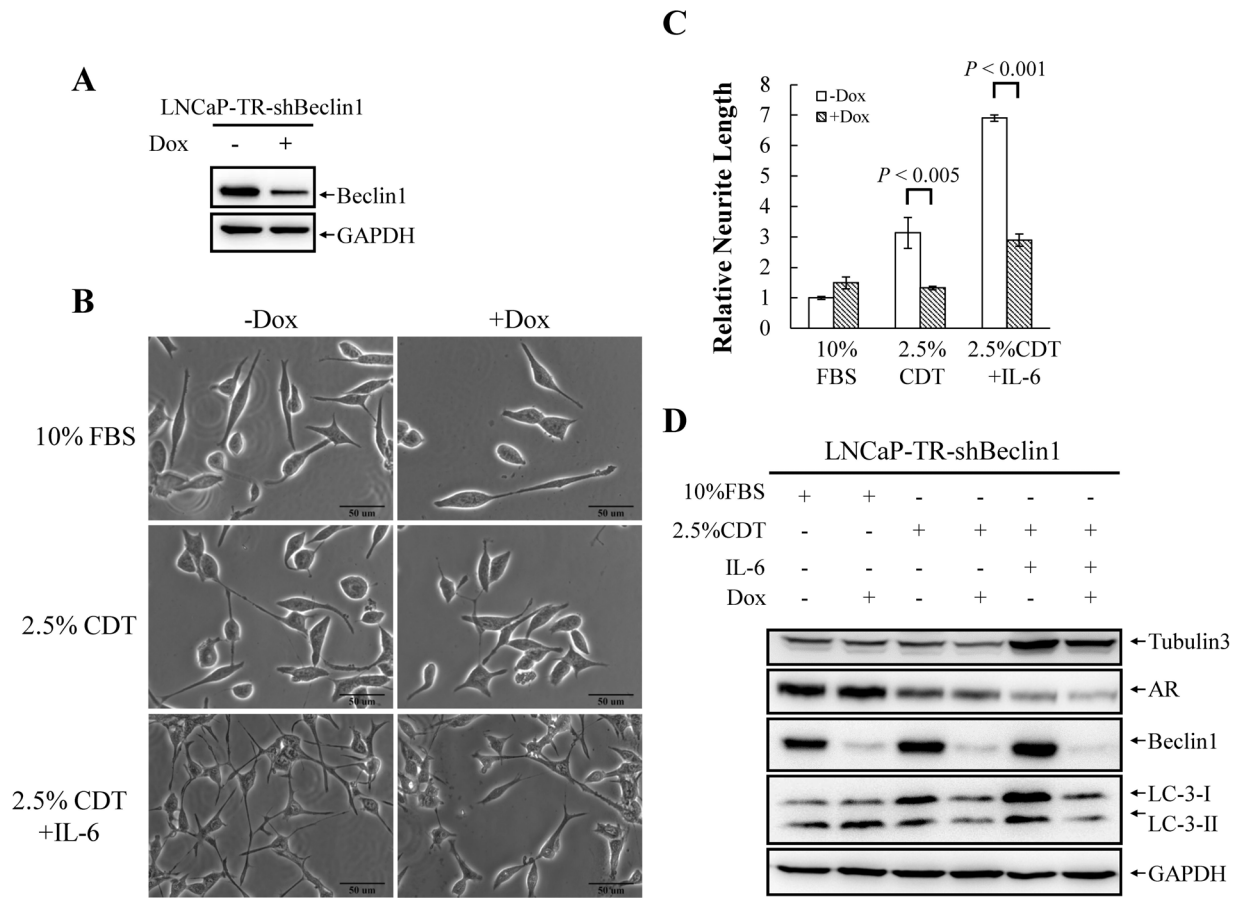 A
LNCaP-TR-shBeclin1
Dox - +
Beclin1
GAPDH
B
-Dox +Dox
10% FBS
50 um 50 um
2.5% CDT
50 um 50 um
2.5% CDT
+IL-6
50 um 50 um
C
Relative Neurite Length
8
7
6
5
4
3
2
1
0
-Dox
+Dox
P < 0.005
P < 0.001
10%
FBS
2.5%
CDT
2.5%CDT
+IL-6
D
LNCaP-TR-shBeclin1
10%FBS + + - - - -
2.5%CDT - - + + + +
IL-6 - - - - + +
Dox - + - + - +
Tubulin3
AR
Beclin1
LC-3-I
LC-3-II
GAPDH